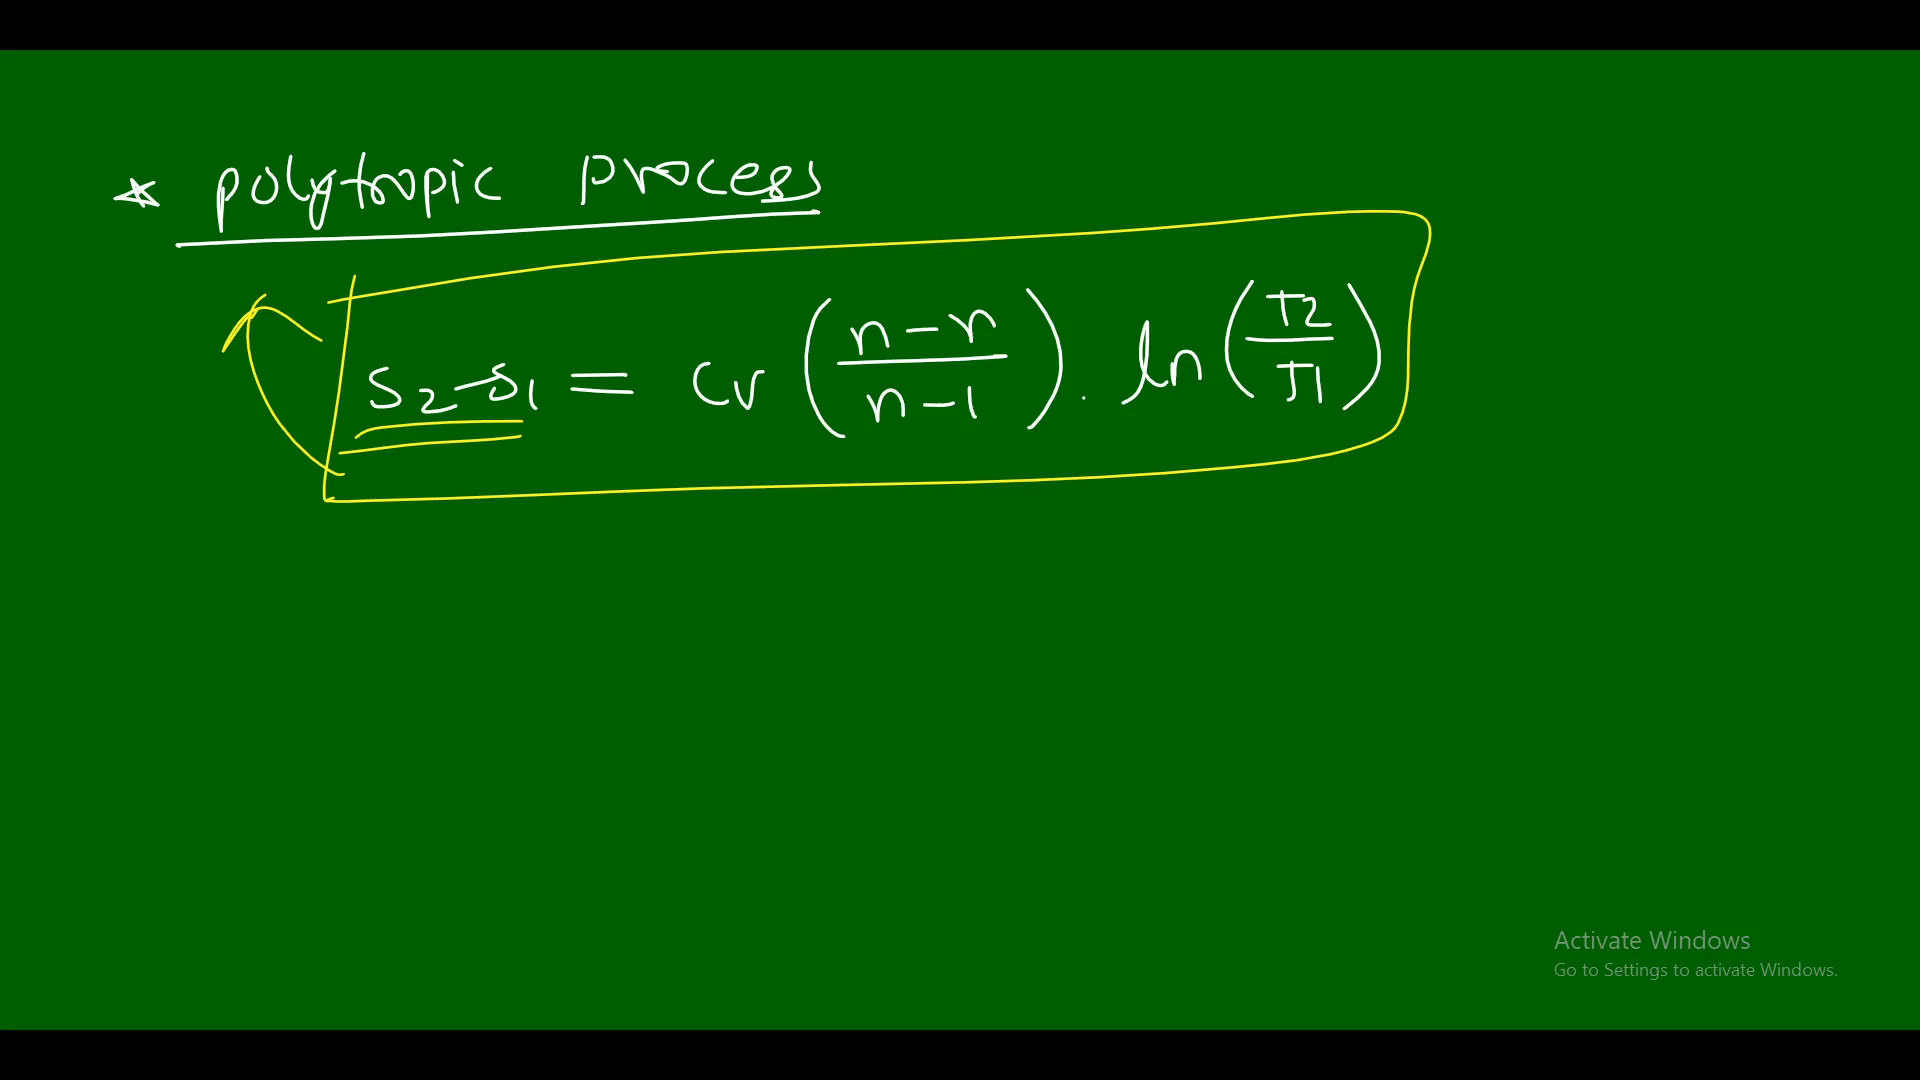 * polytropic process
s₂-s₁ = cv (n-r/n-1) . ln (T2/T1)
Activate Windows
Go to Settings to activate Windows.